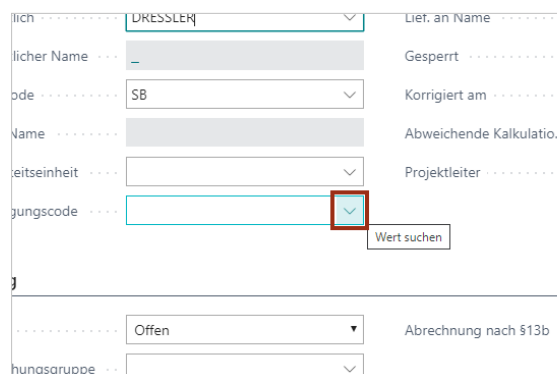 lich DRESSLER Lief. an Name
licher Name _ Gesperrt
ode SB Korrigiert am
Name Abweichende Kalkulatio.
eitseinheit Projektleiter
gungscode
Wert suchen
g
Offen Abrechnung nach §13b
hungsgruppe